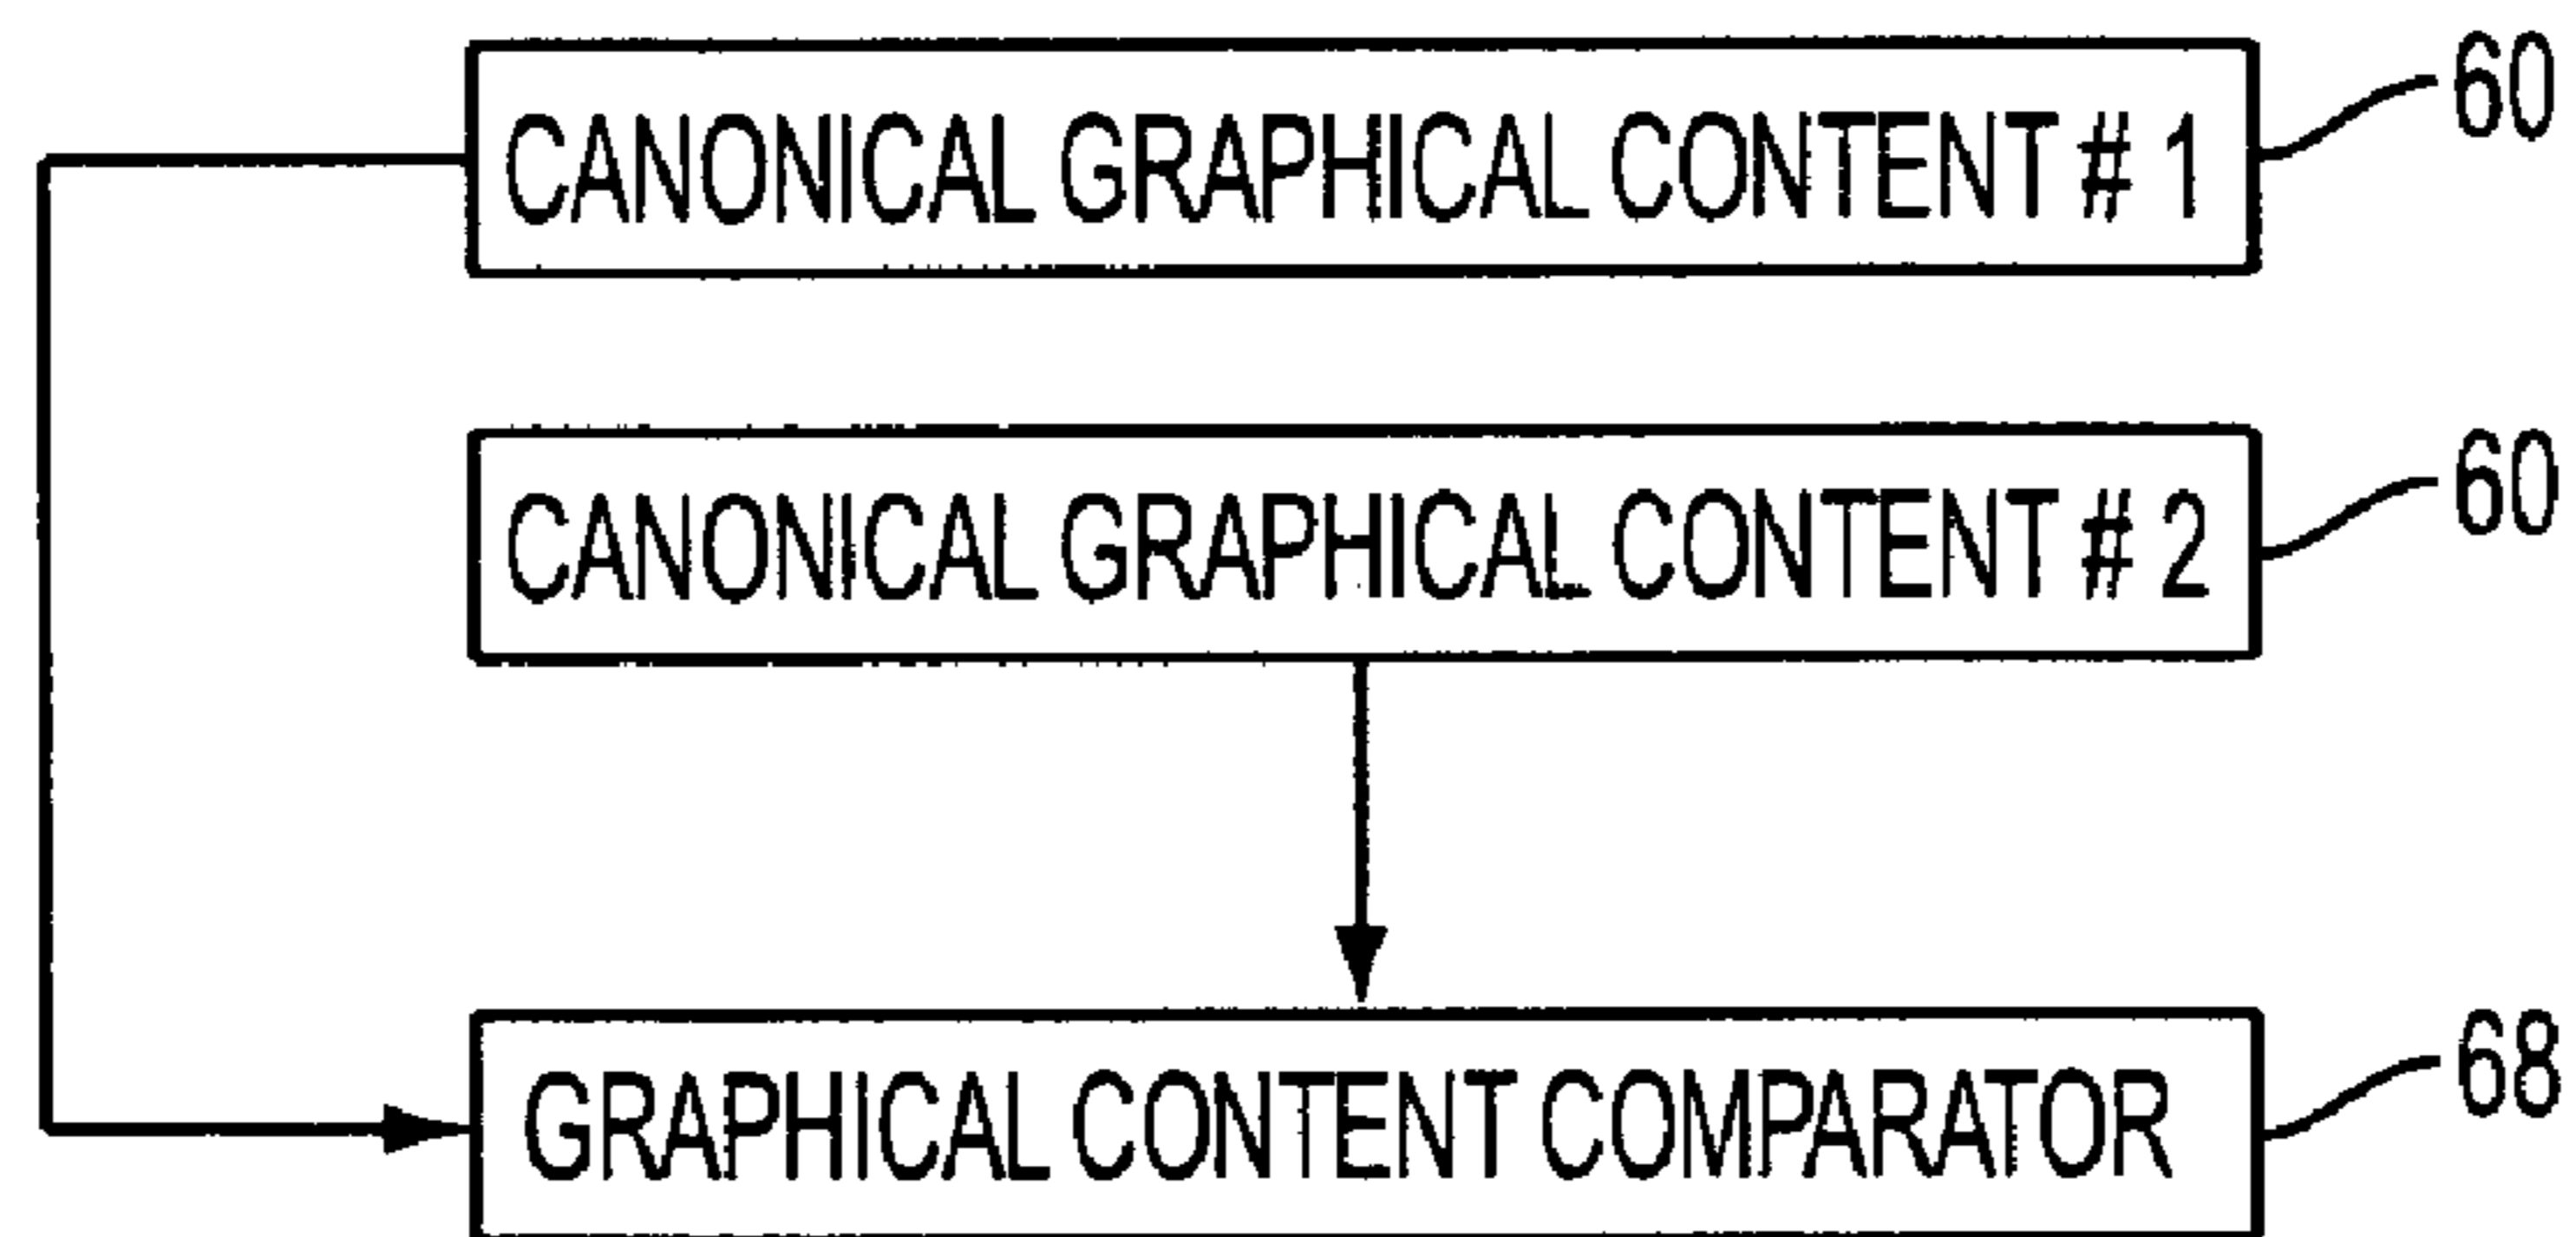 CANONICAL GRAPHICAL CONTENT # 1
60
CANONICAL GRAPHICAL CONTENT # 2
60
GRAPHICAL CONTENT COMPARATOR
68